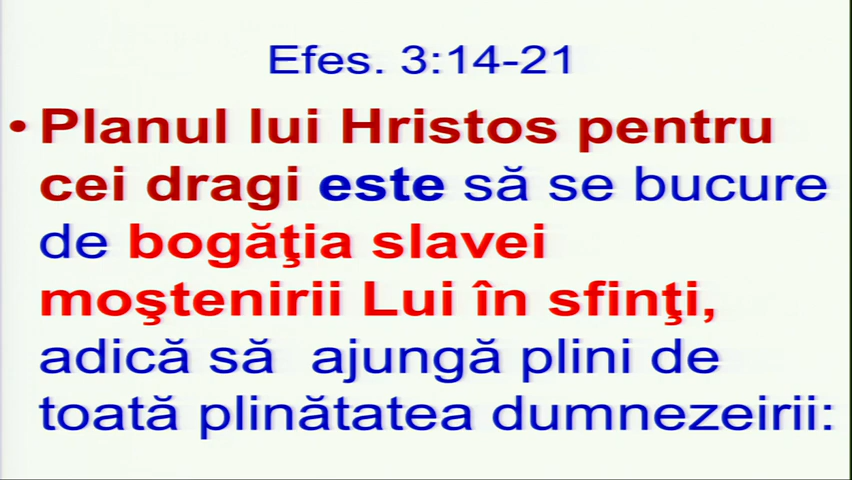 Efes. 3:14-21
• Planul lui Hristos pentru
cei dragi este să se bucure
de bogăţia slavei
moştenirii Lui în sfinţi,
adică să ajungă plini de
toată plinătatea dumnezeirii: